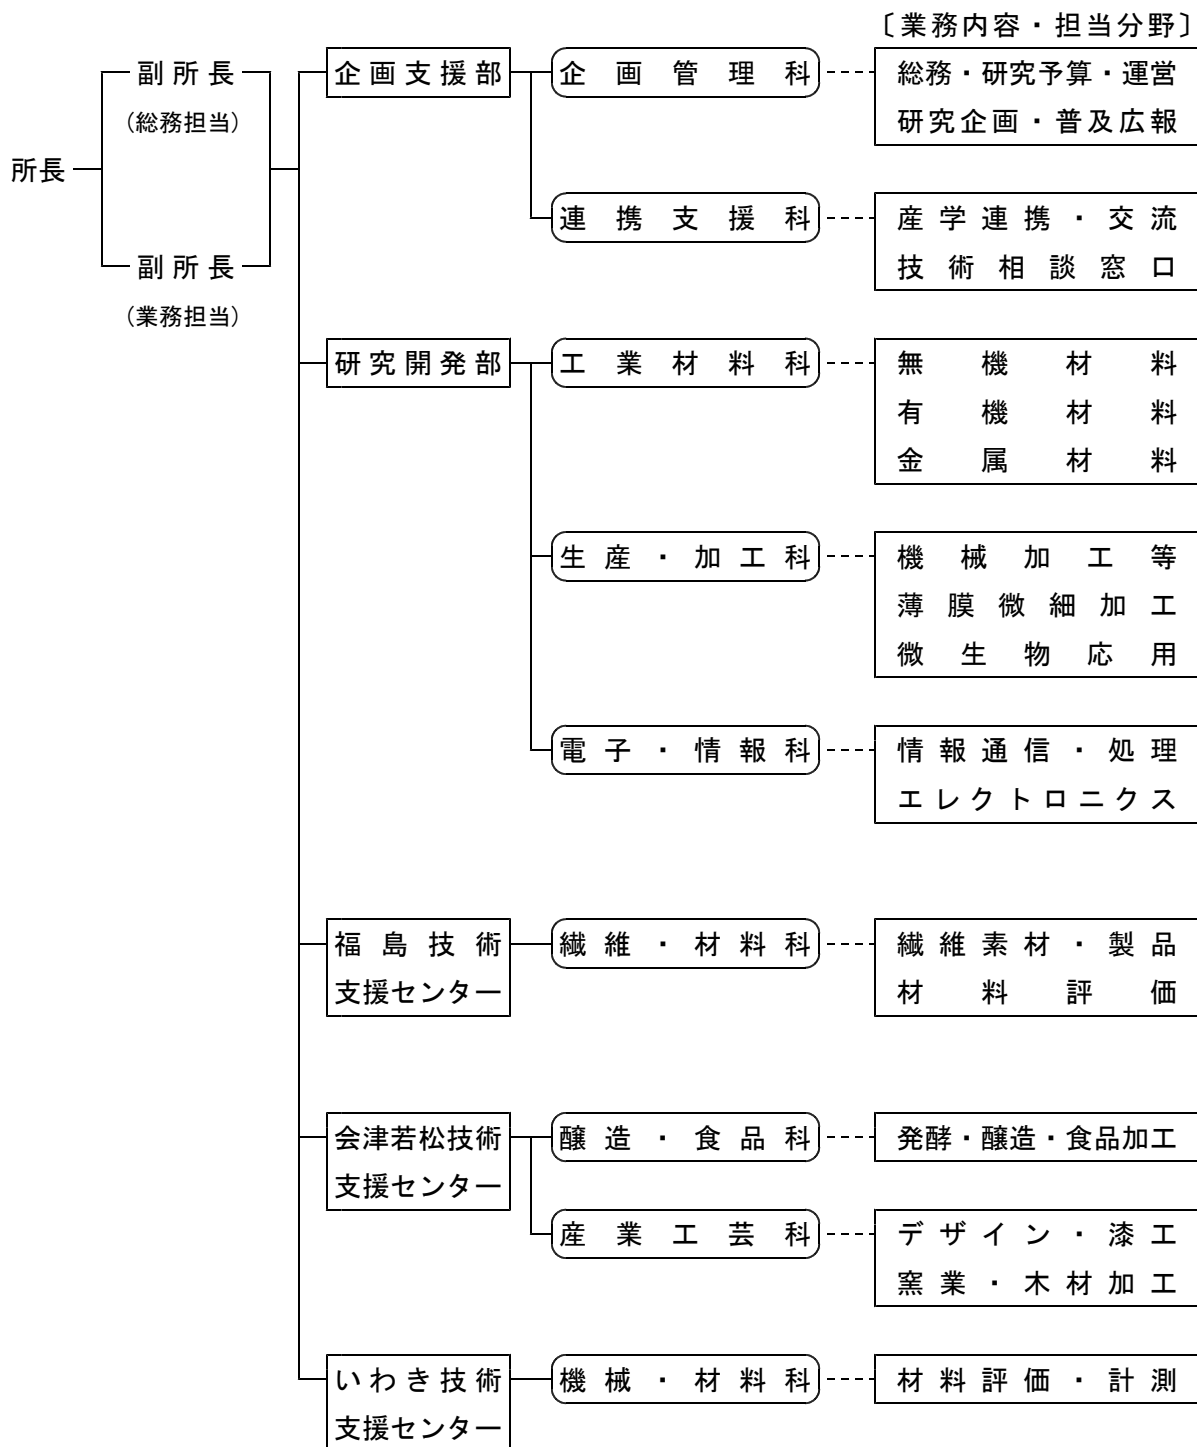 〔業務内容・担当分野〕
所長
副所長
（総務担当）
副所長
（業務担当）
企画支援部
企画管理科
総務・研究予算・運営
研究企画・普及広報
連携支援科
産学連携・交流
技術相談窓口
研究開発部
工業材料科
無機材料
有機材料
金属材料
生産・加工科
機械加工等
薄膜微細加工
微生物応用
電子・情報科
情報通信・処理
エレクトロニクス
福島技術
支援センター
繊維・材料科
繊維素材・製品
材料評価
会津若松技術
支援センター
醸造・食品科
発酵・醸造・食品加工
産業工芸科
デザイン・漆工
窯業・木材加工
いわき技術
支援センター
機械・材料科
材料評価・計測